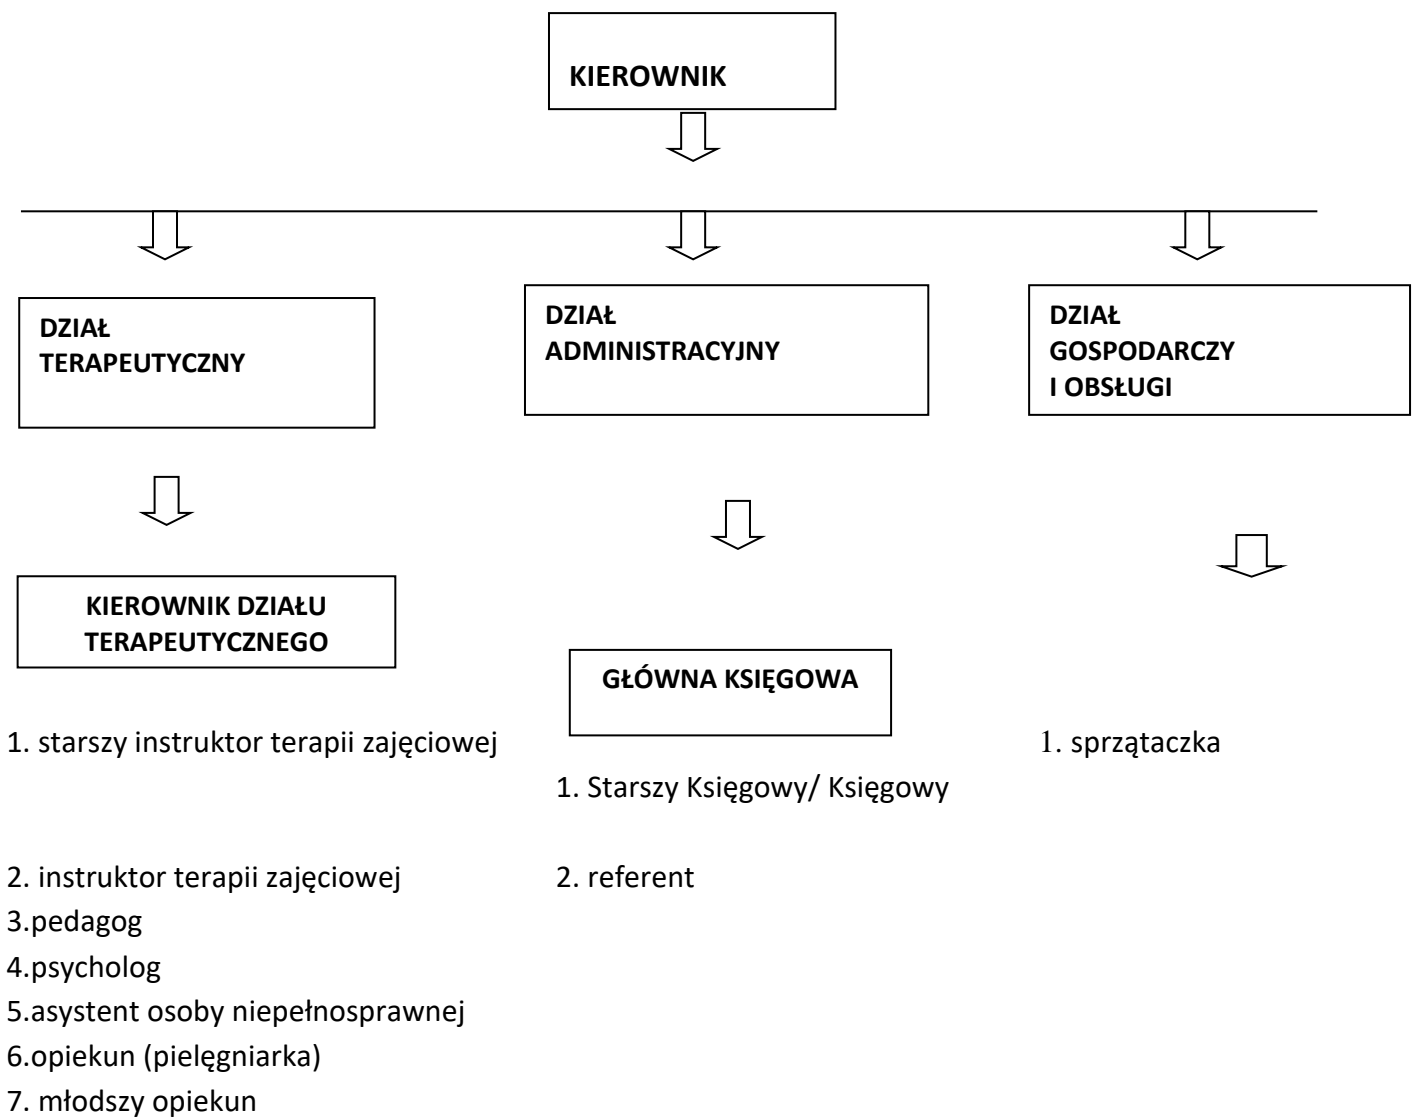 KIEROWNIK
DZIAŁ
TERAPEUTYCZNY
DZIAŁ
ADMINISTRACYJNY
DZIAŁ
GOSPODARCZY
I OBSŁUGI
KIEROWNIK DZIAŁU
TERAPEUTYCZNEGO
GŁÓWNA KSIĘGOWA
1. starszy instruktor terapii zajęciowej
2. instruktor terapii zajęciowej
3.pedagog
4.psycholog
5.asystent osoby niepełnosprawnej
6.opiekun (pielęgniarka)
7. młodszy opiekun
1. Starszy Księgowy/ Księgowy
2. referent
1. sprzątaczka